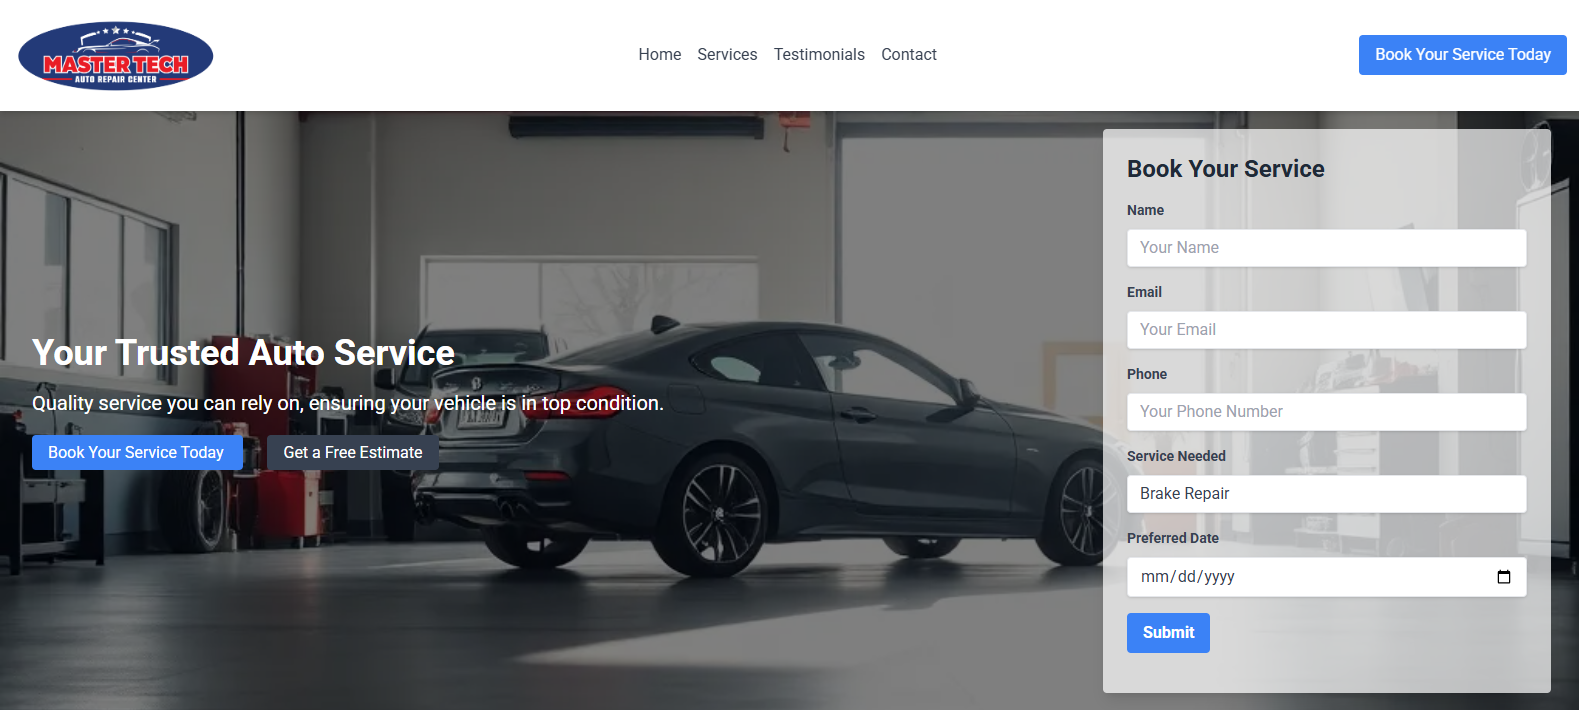 MASTER TECH
AUTO REPAIR CENTER
Home Services Testimonials Contact
Book Your Service Today
Your Trusted Auto Service
Quality service you can rely on, ensuring your vehicle is in top condition.
Book Your Service Today
Get a Free Estimate
Book Your Service
Name
Your Name
Email
Your Email
Phone
Your Phone Number
Service Needed
Brake Repair
Preferred Date
mm/dd/yyyy
Submit